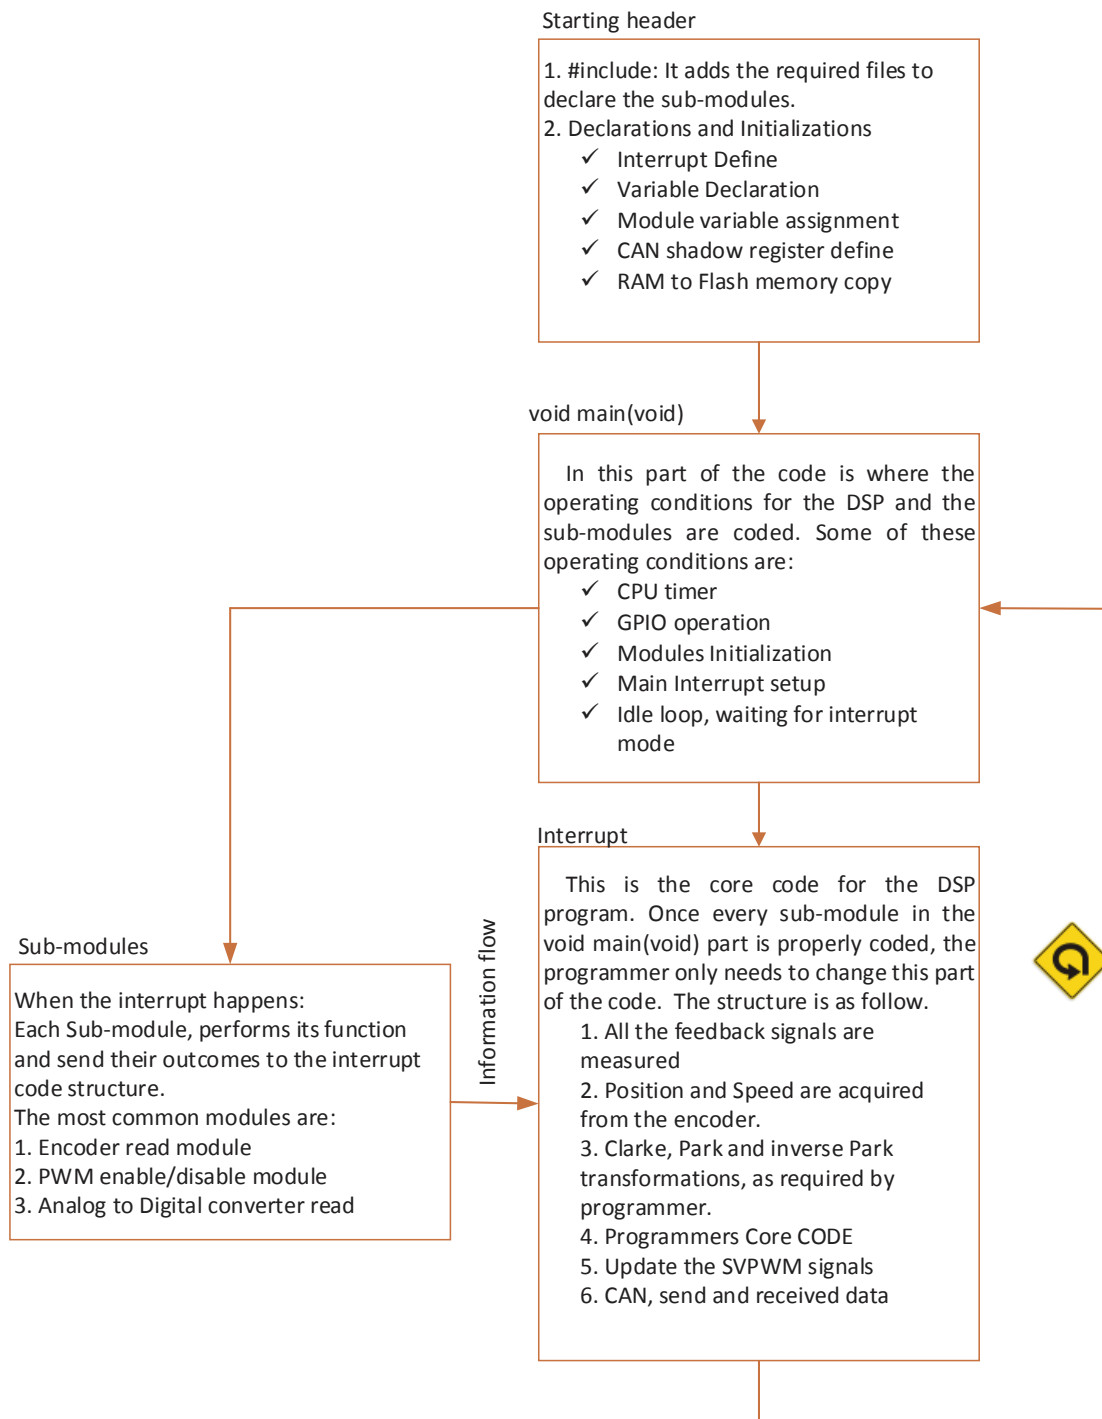 Starting header
1. #include: It adds the required files to
declare the sub-modules.
2. Declarations and Initializations
✓ Interrupt Define
✓ Variable Declaration
✓ Module variable assignment
✓ CAN shadow register define
✓ RAM to Flash memory copy
void main(void)
In this part of the code is where the
operating conditions for the DSP and the
sub-modules are coded. Some of these
operating conditions are:
✓ CPU timer
✓ GPIO operation
✓ Modules Initialization
✓ Main Interrupt setup
✓ Idle loop, waiting for interrupt
mode
Sub-modules
When the interrupt happens:
Each Sub-module, performs its function
and send their outcomes to the interrupt
code structure.
The most common modules are:
1. Encoder read module
2. PWM enable/disable module
3. Analog to Digital converter read
Information flow
Interrupt
This is the core code for the DSP
program. Once every sub-module in the
void main(void) part is properly coded, the
programmer only needs to change this part
of the code. The structure is as follow.
1. All the feedback signals are
measured
2. Position and Speed are acquired
from the encoder.
3. Clarke, Park and inverse Park
transformations, as required by
programmer.
4. Programmers Core CODE
5. Update the SVPWM signals
6. CAN, send and received data